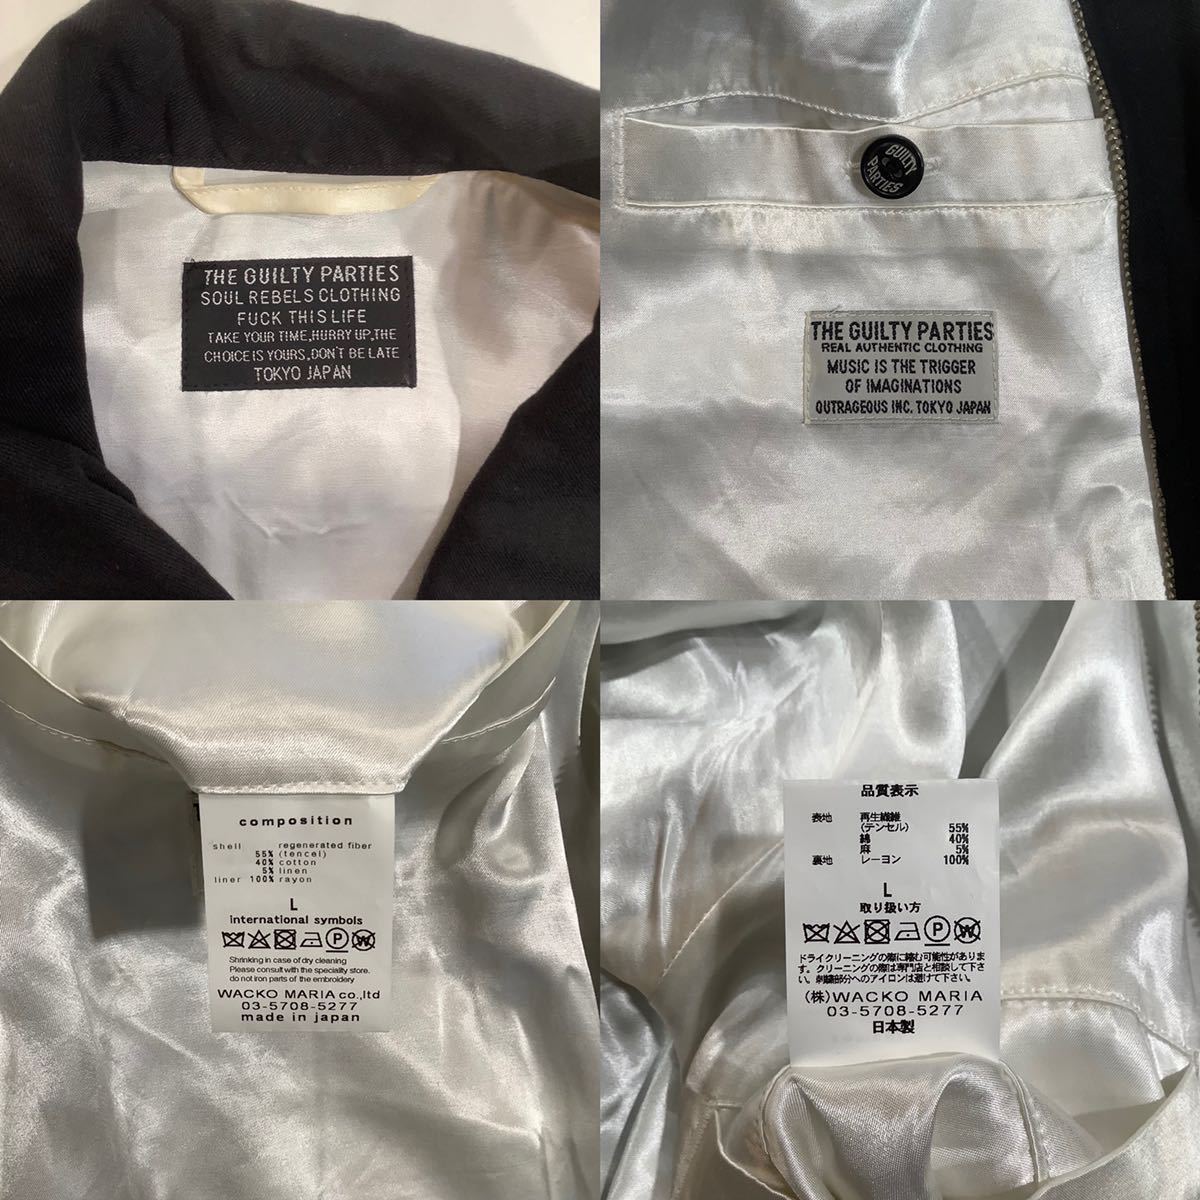 THE GUILTY PARTIES
SOUL REBELS CLOTHING
FUCK THIS LIFE
TAKE YOUR TIME,HURRY UP,THE
CHOICE IS YOURS,DON'T BE LATE
TOKYO JAPAN
GUILTY
PARTIES
THE GUILTY PARTIES
REAL AUTHENTIC CLOTHING
MUSIC IS THE TRIGGER
OF IMAGINATIONS
OUTRAGEOUS INC. TOKYO JAPAN
composition
shell regenerated fiber
55% (tencel)
40% cotton
5% linen
liner 100% rayon
L
international symbols
P W
Shrinking in case of dry cleaning
Please consult with the speciality store.
do not iron parts of the embroidery
WACKO MARIA co.,ltd
03-5708-5277
made in japan
品質表示
表地 再生繊維
(テンセル) 55%
綿 40%
麻 5%
裏地 レーヨン 100%
L
取り扱い方
P W
ドライクリーニングの際に縮む可能性がありま
す。クリーニングの際は専門店と相談して下さ
い。刺繍部分へのアイロンは避けて下さい。
(株)WACKO MARIA
03-5708-5277
日本製